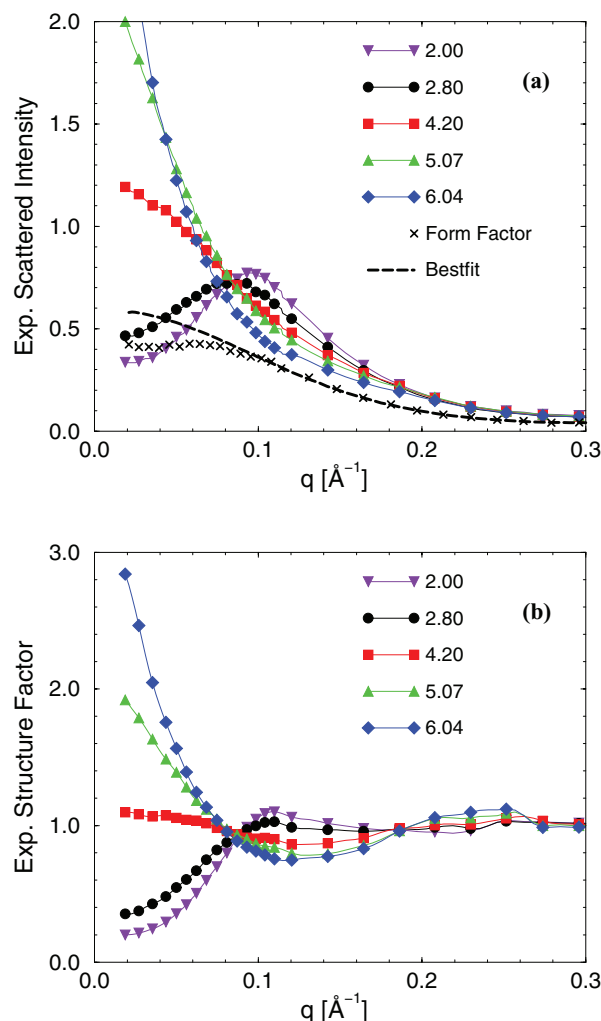 2.0
1.5
1.0
0.5
0.0
Exp. Scattered Intensity
2.00
2.80
4.20
5.07
6.04
Form Factor
Bestfit
(a)
0.0 0.1 0.2 0.3
q [Å⁻¹]
3.0
2.0
1.0
0.0
Exp. Structure Factor
2.00
2.80
4.20
5.07
6.04
(b)
0.0 0.1 0.2 0.3
q [Å⁻¹]